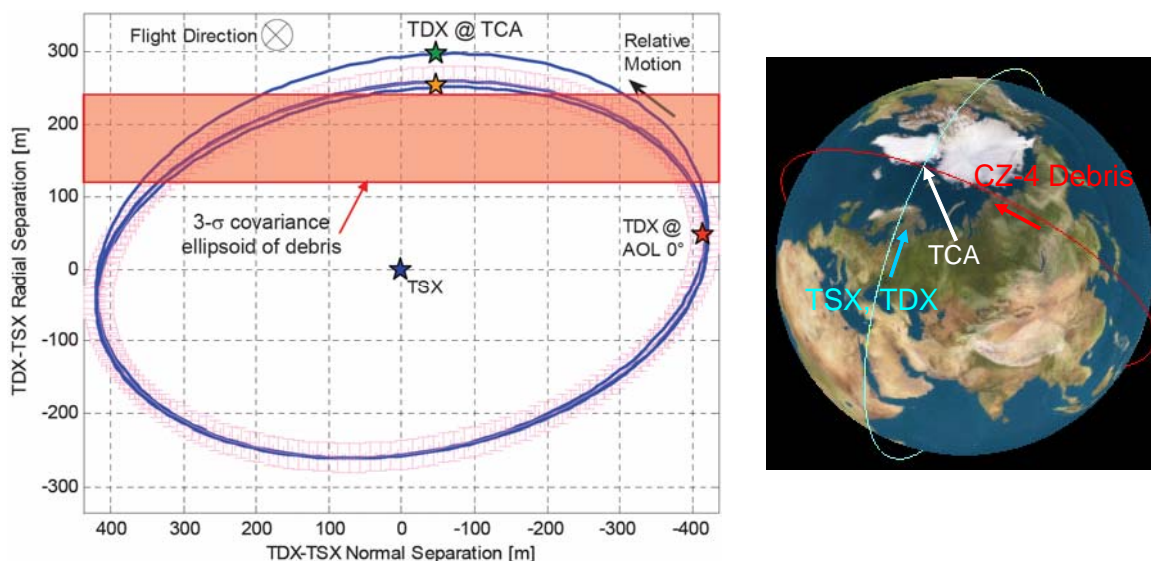 Flight Direction
TDX @ TCA
Relative
Motion
300
200
100
0
-100
-200
-300
TDX-TSX Radial Separation [m]
3-σ covariance
ellipsoid of debris
TDX @
AOL 0°
TSX
400
300
200
100
0
-100
-200
-300
-400
TDX-TSX Normal Separation [m]
CZ-4 Debris
TCA
TSX, TDX